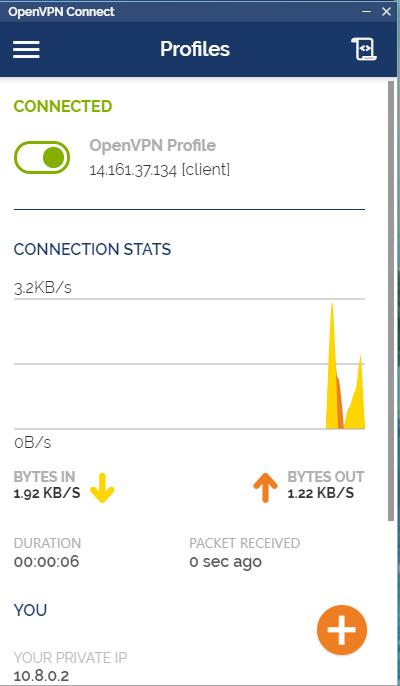 OpenVPN Connect
Profiles
CONNECTED
OpenVPN Profile
14.161.37.134 [client]
CONNECTION STATS
3.2KB/s
0B/s
BYTES IN
1.92 KB/S
BYTES OUT
1.22 KB/S
DURATION
00:00:06
PACKET RECEIVED
0 sec ago
YOU
YOUR PRIVATE IP
10.8.0.2